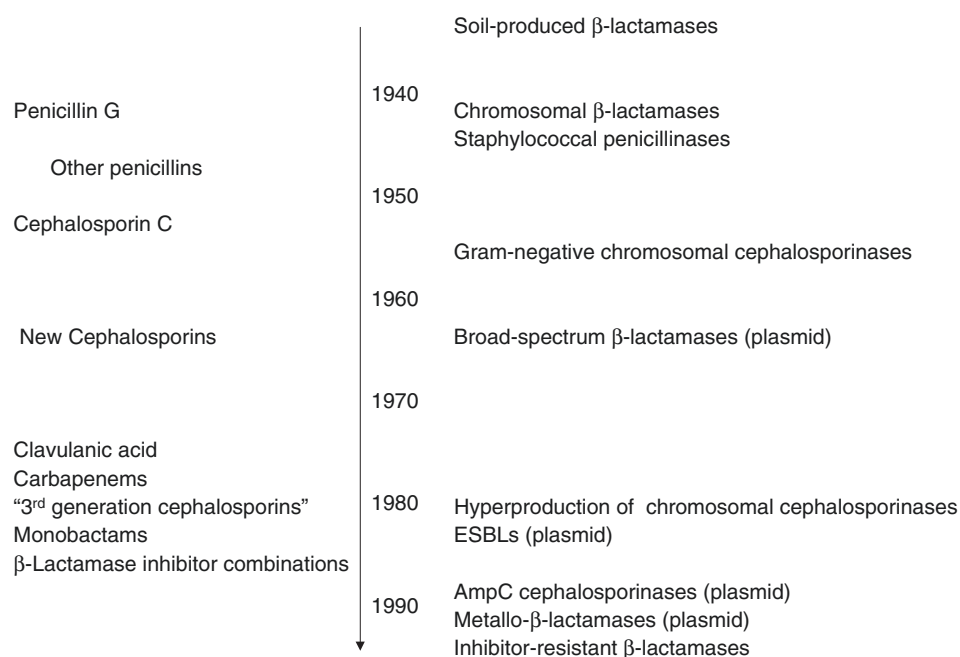 Soil-produced β-lactamases
1940
Penicillin G
Chromosomal β-lactamases
Staphylococcal penicillinases
Other penicillins
1950
Cephalosporin C
Gram-negative chromosomal cephalosporinases
1960
New Cephalosporins
Broad-spectrum β-lactamases (plasmid)
1970
Clavulanic acid
Carbapenems
“3rd generation cephalosporins”
1980
Hyperproduction of chromosomal cephalosporinases
Monobactams
ESBLs (plasmid)
β-Lactamase inhibitor combinations
AmpC cephalosporinases (plasmid)
1990
Metallo-β-lactamases (plasmid)
Inhibitor-resistant β-lactamases